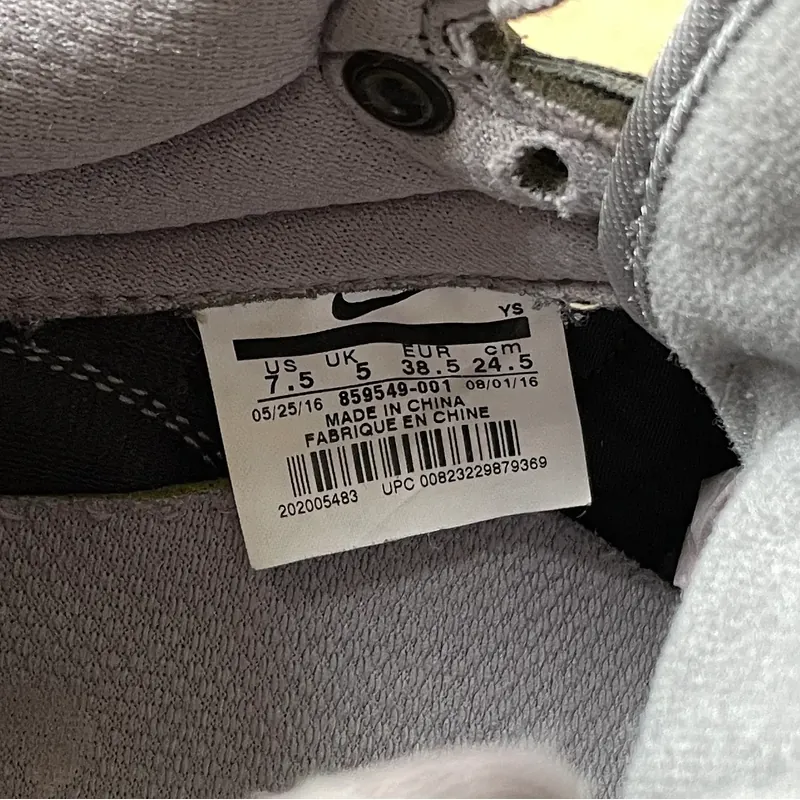 YS
US UK EUR cm
7.5 5 38.5 24.5
05/25/16 859549-001 08/01/16
MADE IN CHINA
FABRIQUE EN CHINE
202005483 UPC 00823229879369